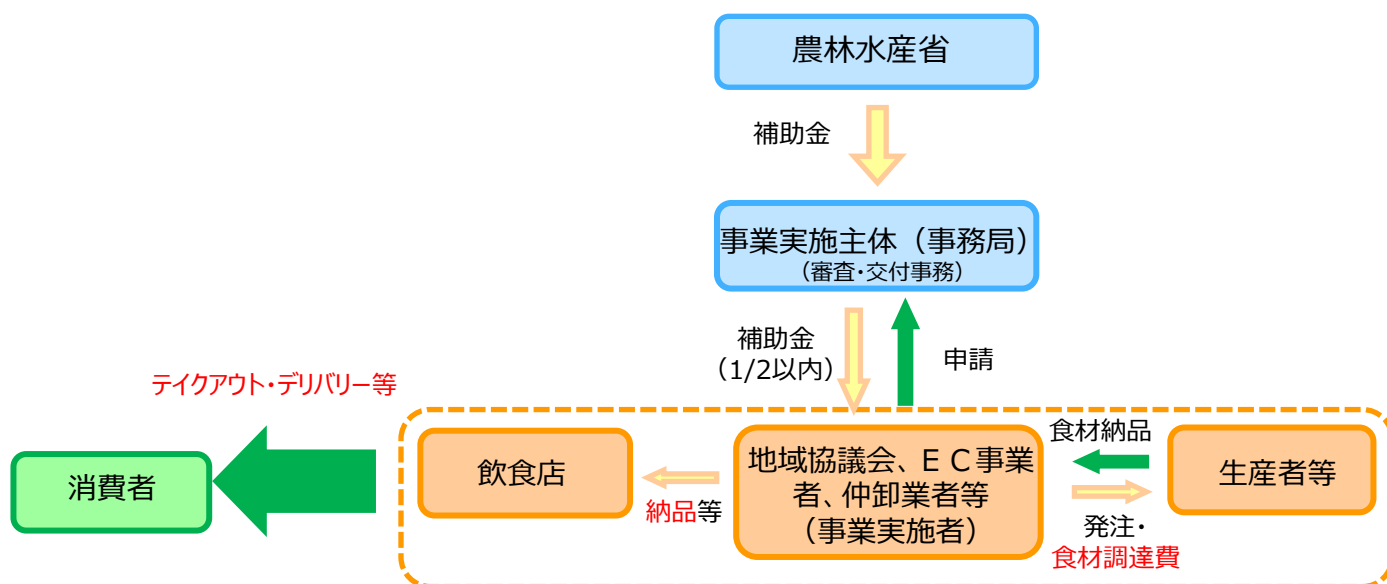 農林水産省
補助金
事業実施主体（事務局）
（審査・交付事務）
補助金
（1/2以内）
申請
テイクアウト・デリバリー等
食材納品
消費者
飲食店
納品等
地域協議会、ＥＣ事業
者、仲卸業者等
（事業実施者）
生産者等
発注・
食材調達費